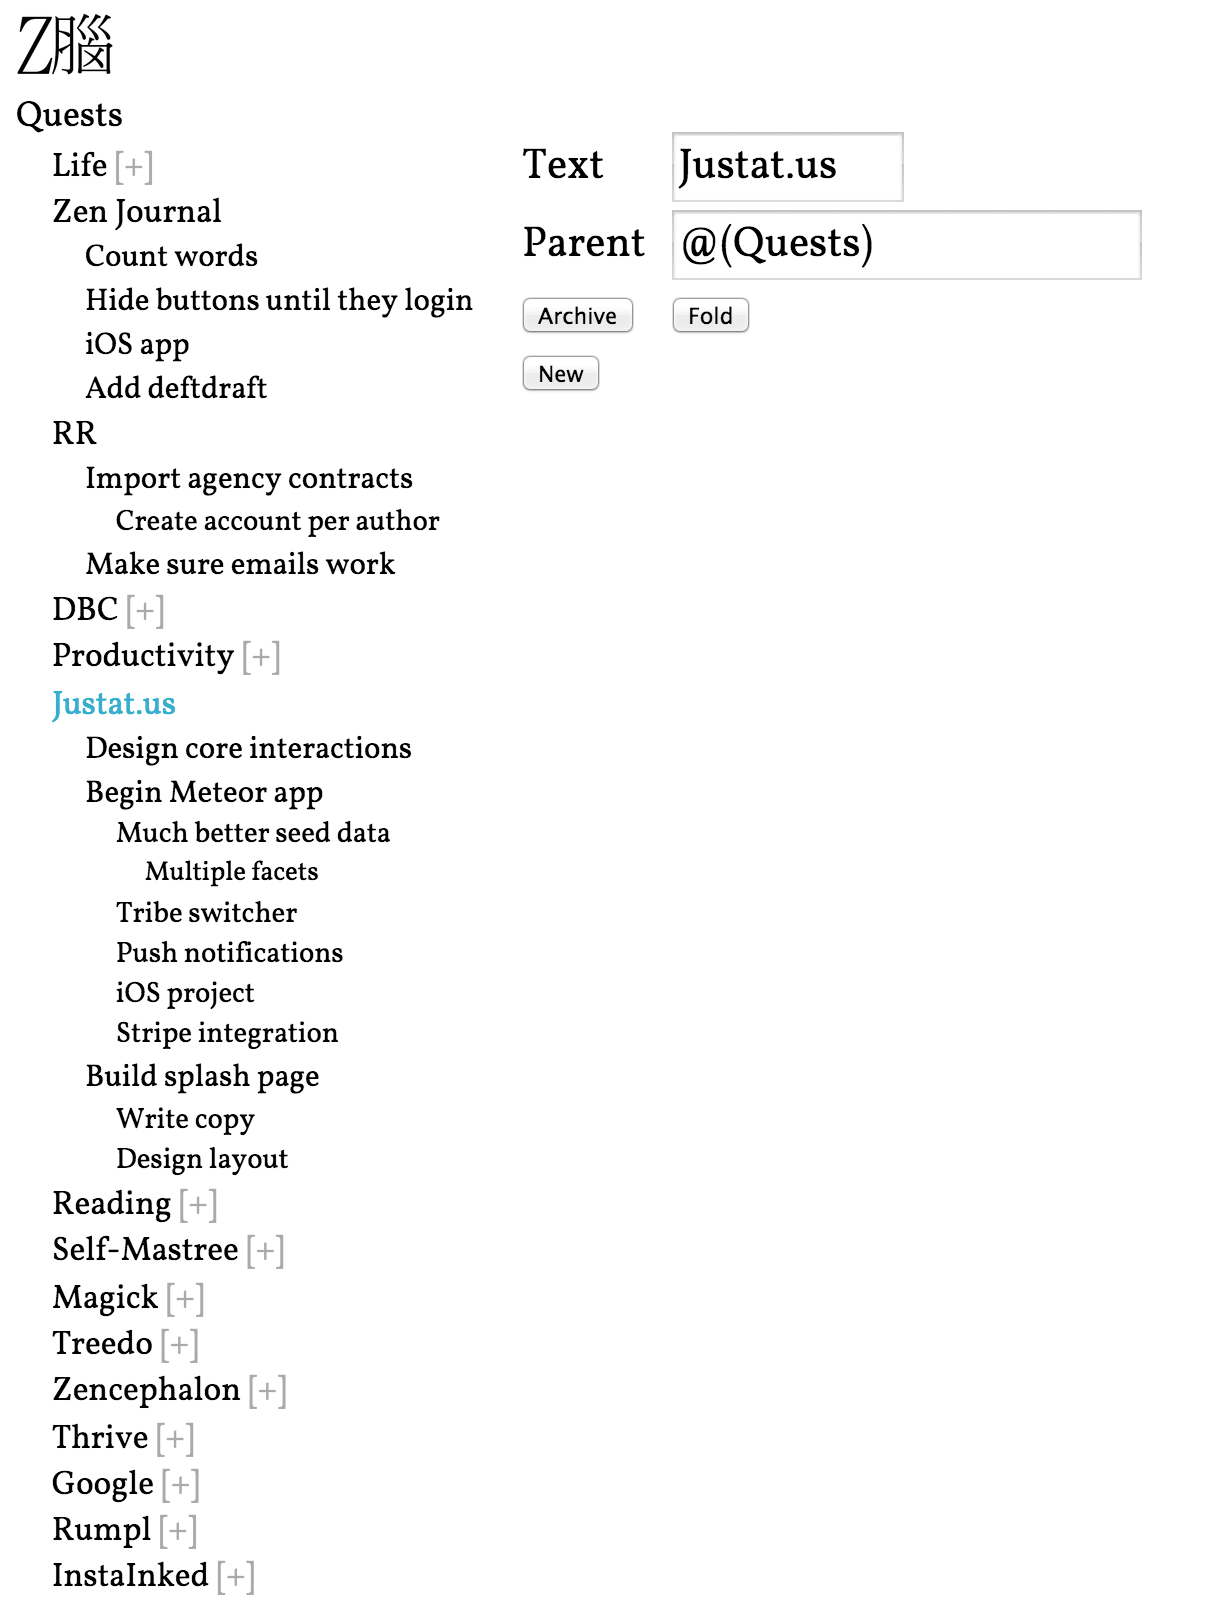 Z腦
Quests
Life [+]
Zen Journal
Count words
Hide buttons until they login
iOS app
Add deftdraft
RR
Import agency contracts
Create account per author
Make sure emails work
DBC [+]
Productivity [+]
Justat.us
Design core interactions
Begin Meteor app
Much better seed data
Multiple facets
Tribe switcher
Push notifications
iOS project
Stripe integration
Build splash page
Write copy
Design layout
Reading [+]
Self-Mastree [+]
Magick [+]
Treedo [+]
Zencephalon [+]
Thrive [+]
Google [+]
Rumpl [+]
InstaInked [+]
Text Justat.us
Parent @(Quests)
Archive Fold
New